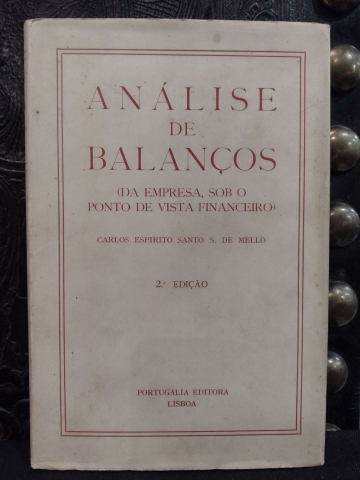 ANÁLISE
DE
BALANÇOS
(DA EMPRESA, SOB O
PONTO DE VISTA FINANCEIRO)
CARLOS ESPIRITO SANTO S. DE MELLO
2.ª EDIÇÃO
PORTUGÁLIA EDITORA
LISBOA